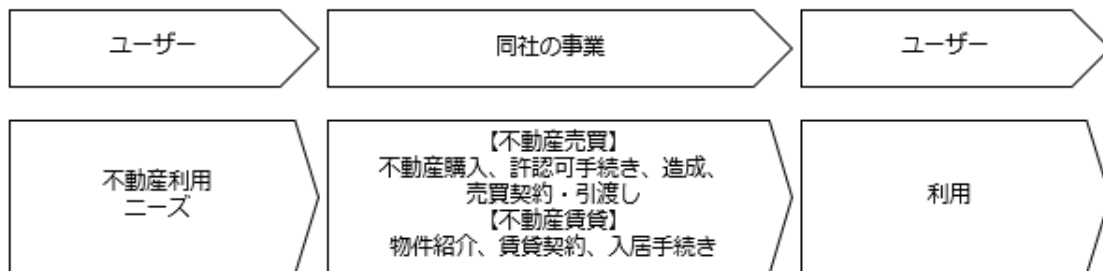 ユーザー
同社の事業
ユーザー
不動産利用
ニーズ
【不動産売買】
不動産購入、許認可手続き、造成、
売買契約・引渡し
【不動産賃貸】
物件紹介、賃貸契約、入居手続き
利用